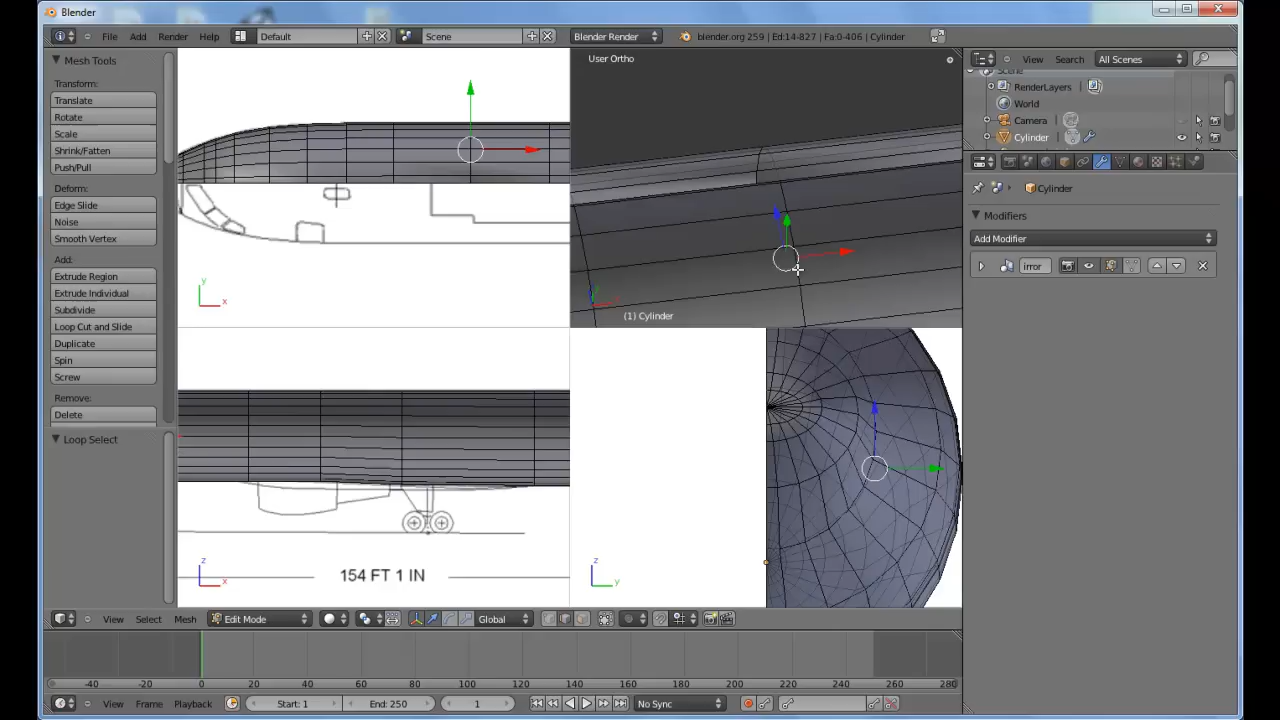 Blender
File Add Render Help Default Scene Blender Render blender.org 259 | Ed:14-827 | Fa:0-406 | Cylinder
Mesh Tools
Transform:
Translate
Rotate
Scale
Shrink/Fatten
Push/Pull
Deform:
Edge Slide
Noise
Smooth Vertex
Add:
Extrude Region
Extrude Individual
Subdivide
Loop Cut and Slide
Duplicate
Spin
Screw
Remove:
Delete
Loop Select
y
x
User Ortho
(1) Cylinder
z
x
154 FT 1 IN
z
y
View Search All Scenes
Scene
RenderLayers
World
Camera
Cylinder
Cylinder
Modifiers
Add Modifier
irror
View Select Mesh Edit Mode Global
-40 -20 0 20 40 60 80 100 120 140 160 180 200 220 240 260 280
View Frame Playback Start: 1 End: 250 1 No Sync